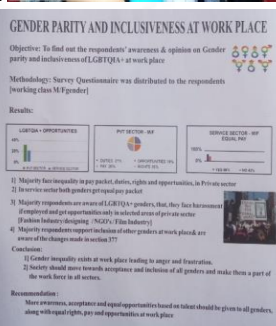 GENDER PARITY AND INCLUSIVENESS AT WORK PLACE
Objective: To find out the respondents' awareness & opinion on Gender
parity and inclusiveness of LGBTQIA+ at work place
Methodology: Survey Questionnaire was distributed to the respondents
[working class M/F gender]
Results:
LGBTQIA + OPPORTUNITIES
PVT SECTOR - M/F
SERVICE SECTOR - M/F
EQUAL PAY
1) Majority face inequality in pay packet, duties, rights and opportunities, in Private sector
2) In service sector both genders get equal pay packet
3) Majority respondents are aware of LGBTQA+ genders, that, they face harassment
if employed and get opportunities only in selected areas of private sector
[Fashion Industry/designing /NGO's/Film Industry]
4) Majority respondents support inclusion of other genders at work place& are
aware of the changes made in section 377
Conclusion:
1) Gender inequality exists at work place leading to anger and frustration.
2) Society should move towards acceptance and inclusion of all genders and make them a part of
the work force in all sectors.
Recommendation:
More awareness, acceptance and equal opportunities based on talent should be given to all genders,
along with equal rights, pay and opportunities at work place